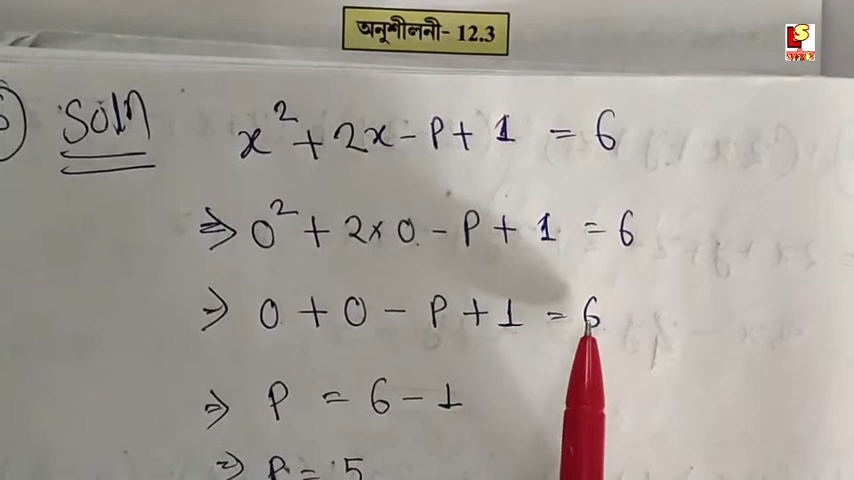 অনুশীলনী- 12.3
LS
Soln
x² + 2x - P + 1 = 6
⇒ 0² + 2 × 0 - P + 1 = 6
⇒ 0 + 0 - P + 1 = 6
⇒ P = 6 - 1
⇒ P = 5